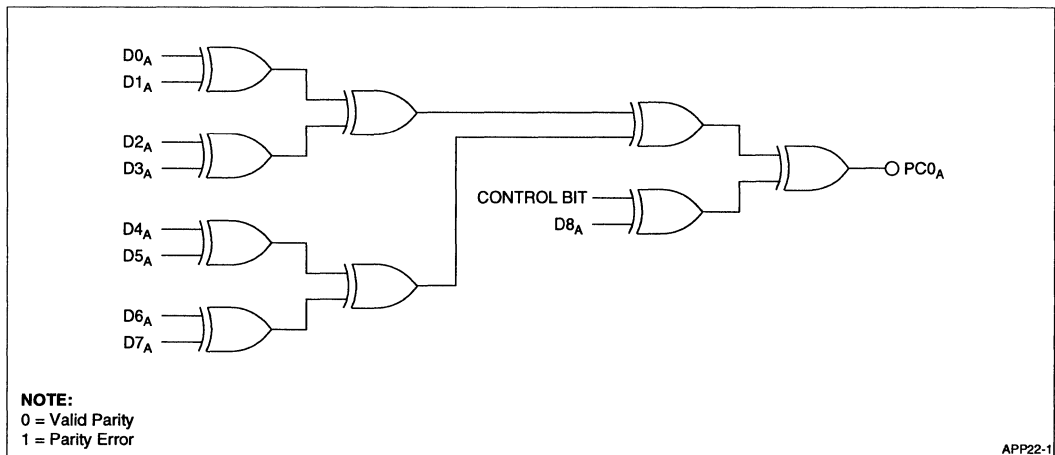 D0A
D1A
D2A
D3A
CONTROL BIT
D8A
PC0A
D4A
D5A
D6A
D7A
NOTE:
0 = Valid Parity
1 = Parity Error
APP22-1